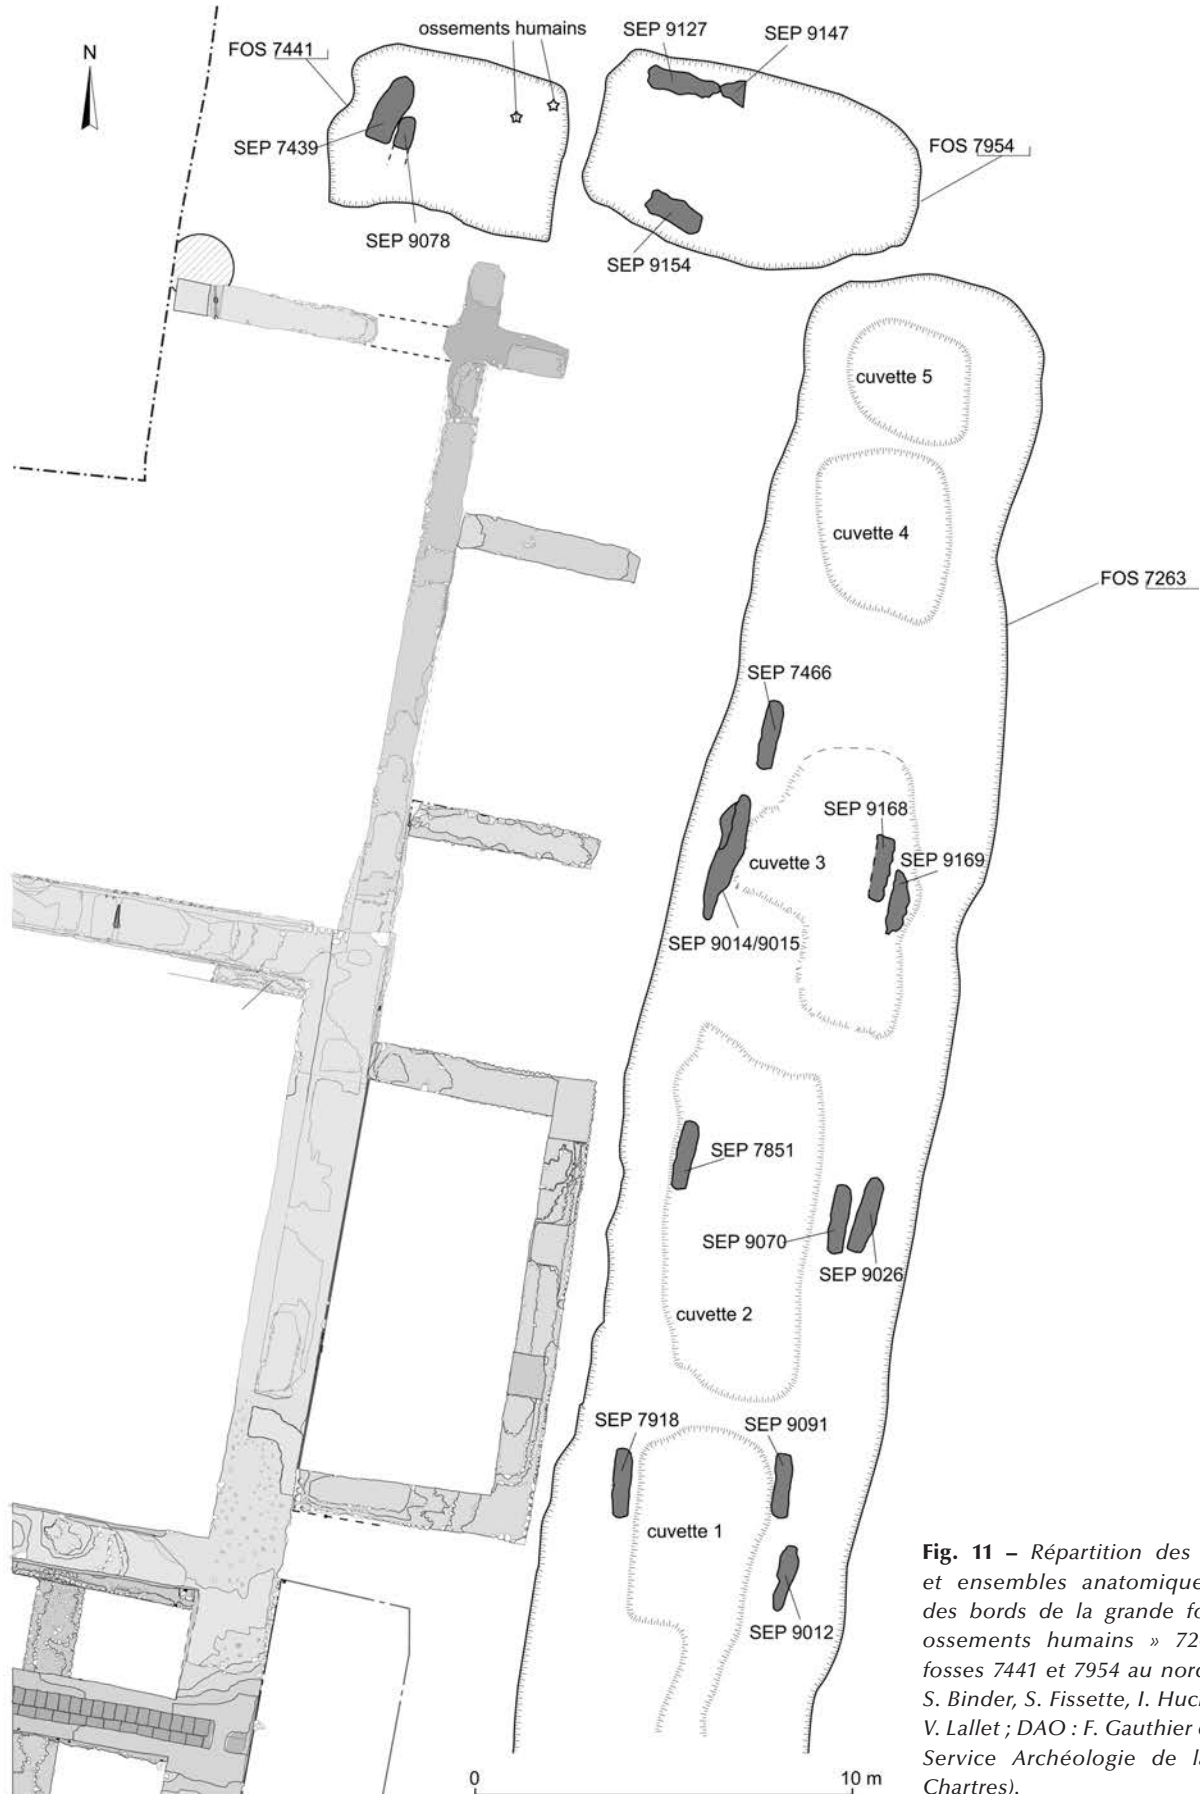 N
FOS 7441
ossements humains
SEP 9127
SEP 9147
SEP 7439
SEP 9078
SEP 9154
FOS 7954
cuvette 5
cuvette 4
FOS 7263
SEP 7466
SEP 9168
cuvette 3
SEP 9169
SEP 9014/9015
SEP 7851
SEP 9070
SEP 9026
cuvette 2
SEP 7918
SEP 9091
cuvette 1
SEP 9012
0
10 m
Fig. 11 – Répartition des
et ensembles anatomique
des bords de la grande fo
ossements humains » 72
fosses 7441 et 7954 au nord
S. Binder, S. Fissette, I. Huc
V. Lallet ; DAO : F. Gauthier
Service Archéologie de la
Chartres).